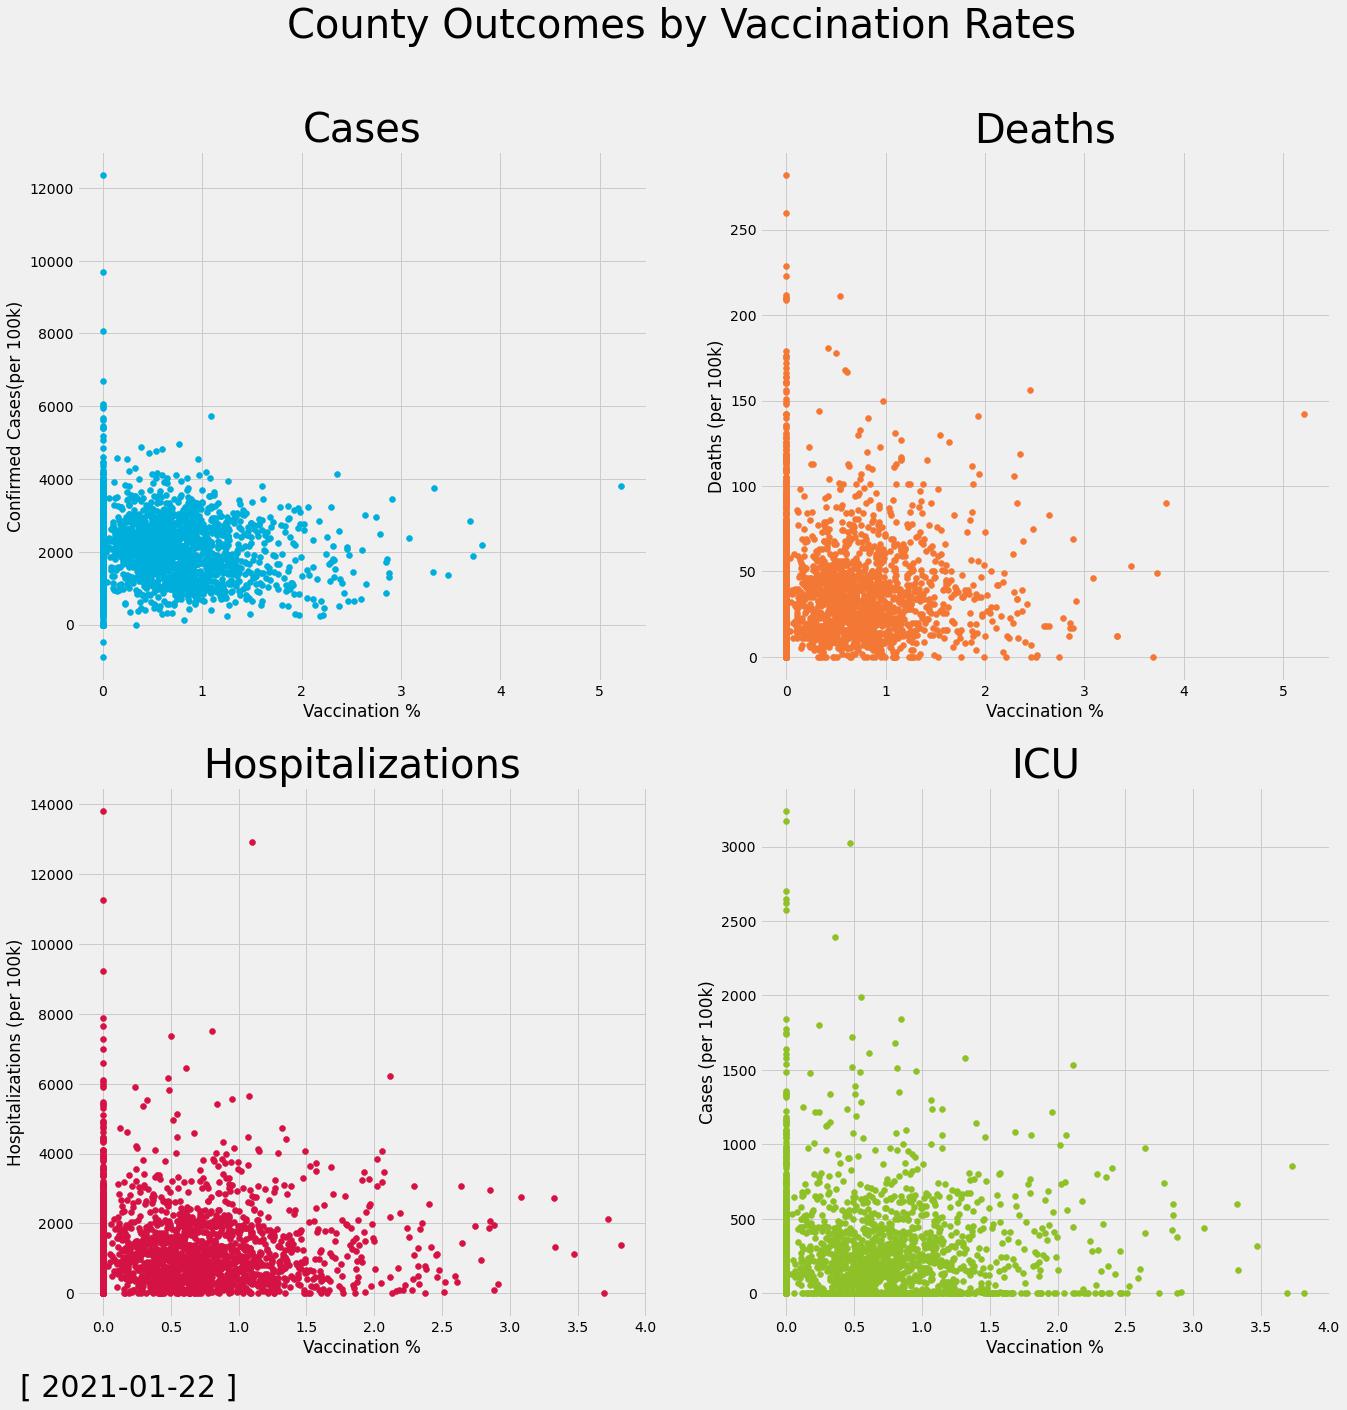 County Outcomes by Vaccination Rates
Cases
Confirmed Cases(per 100k)
12000
10000
8000
6000
4000
2000
0
0 1 2 3 4 5
Vaccination %
Deaths
Deaths (per 100k)
250
200
150
100
50
0
0 1 2 3 4 5
Vaccination %
Hospitalizations
Hospitalizations (per 100k)
14000
12000
10000
8000
6000
4000
2000
0
0.0 0.5 1.0 1.5 2.0 2.5 3.0 3.5 4.0
Vaccination %
ICU
Cases (per 100k)
3000
2500
2000
1500
1000
500
0
0.0 0.5 1.0 1.5 2.0 2.5 3.0 3.5 4.0
Vaccination %
[ 2021-01-22 ]